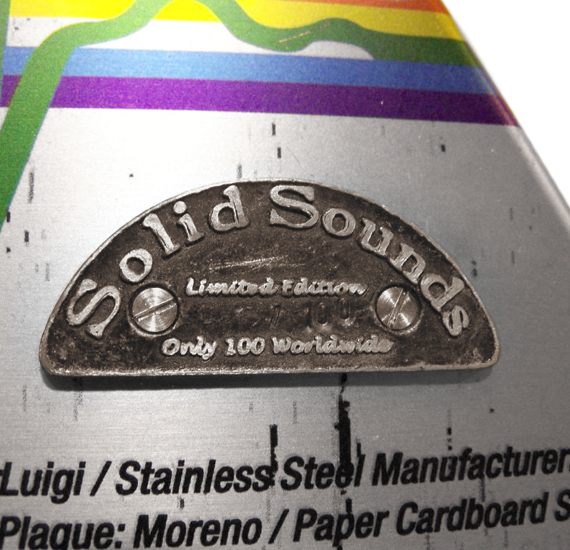 Solid Sounds
Limited Edition
Only 100 Worldwide
Luigi / Stainless Steel Manufacturer
Plaque: Moreno / Paper Cardboard S